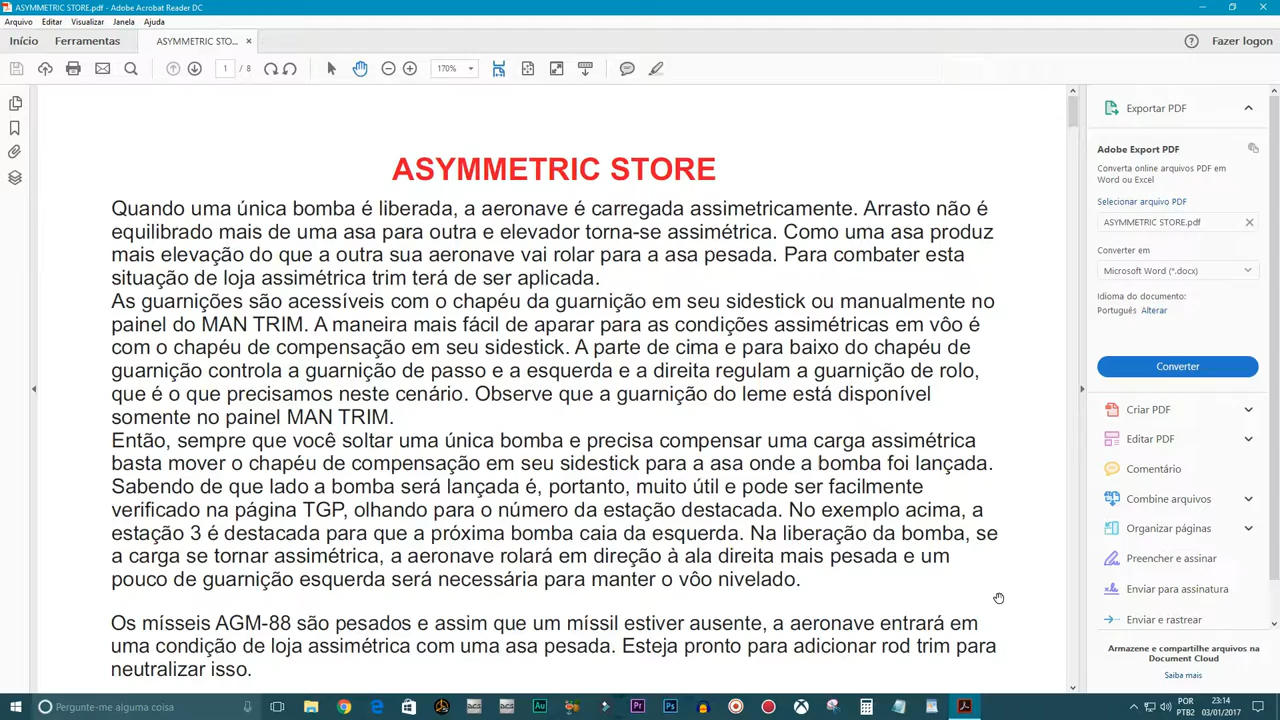 ASYMMETRIC STORE.pdf - Adobe Acrobat Reader DC
Arquivo Editar Visualizar Janela Ajuda
Início Ferramentas ASYMMETRIC STO... × Fazer logon
1 / 8 170%
ASYMMETRIC STORE
Quando uma única bomba é liberada, a aeronave é carregada assimetricamente. Arrasto não é
equilibrado mais de uma asa para outra e elevador torna-se assimétrica. Como uma asa produz
mais elevação do que a outra sua aeronave vai rolar para a asa pesada. Para combater esta
situação de loja assimétrica trim terá de ser aplicada.
As guarnições são acessíveis com o chapéu da guarnição em seu sidestick ou manualmente no
painel do MAN TRIM. A maneira mais fácil de aparar para as condições assimétricas em vôo é
com o chapéu de compensação em seu sidestick. A parte de cima e para baixo do chapéu de
guarnição controla a guarnição de passo e a esquerda e a direita regulam a guarnição de rolo,
que é o que precisamos neste cenário. Observe que a guarnição do leme está disponível
somente no painel MAN TRIM.
Então, sempre que você soltar uma única bomba e precisa compensar uma carga assimétrica
basta mover o chapéu de compensação em seu sidestick para a asa onde a bomba foi lançada.
Sabendo de que lado a bomba será lançada é, portanto, muito útil e pode ser facilmente
verificado na página TGP, olhando para o número da estação destacada. No exemplo acima, a
estação 3 é destacada para que a próxima bomba caia da esquerda. Na liberação da bomba, se
a carga se tornar assimétrica, a aeronave rolará em direção à ala direita mais pesada e um
pouco de guarnição esquerda será necessária para manter o vôo nivelado.
Os mísseis AGM-88 são pesados e assim que um míssil estiver ausente, a aeronave entrará em
uma condição de loja assimétrica com uma asa pesada. Esteja pronto para adicionar rod trim para
neutralizar isso.
Exportar PDF
Adobe Export PDF
Converta online arquivos PDF em
Word ou Excel
Selecionar arquivo PDF
ASYMMETRIC STORE.pdf
Converter em
Microsoft Word (*.docx)
Idioma do documento:
Português Alterar
Converter
Criar PDF
Editar PDF
Comentário
Combine arquivos
Organizar páginas
Preencher e assinar
Enviar para assinatura
Enviar e rastrear
Armazene e compartilhe arquivos na
Document Cloud
Saiba mais
Pergunte-me alguma coisa
Au Pr Ps
POR
PTB2
23:14
03/01/2017